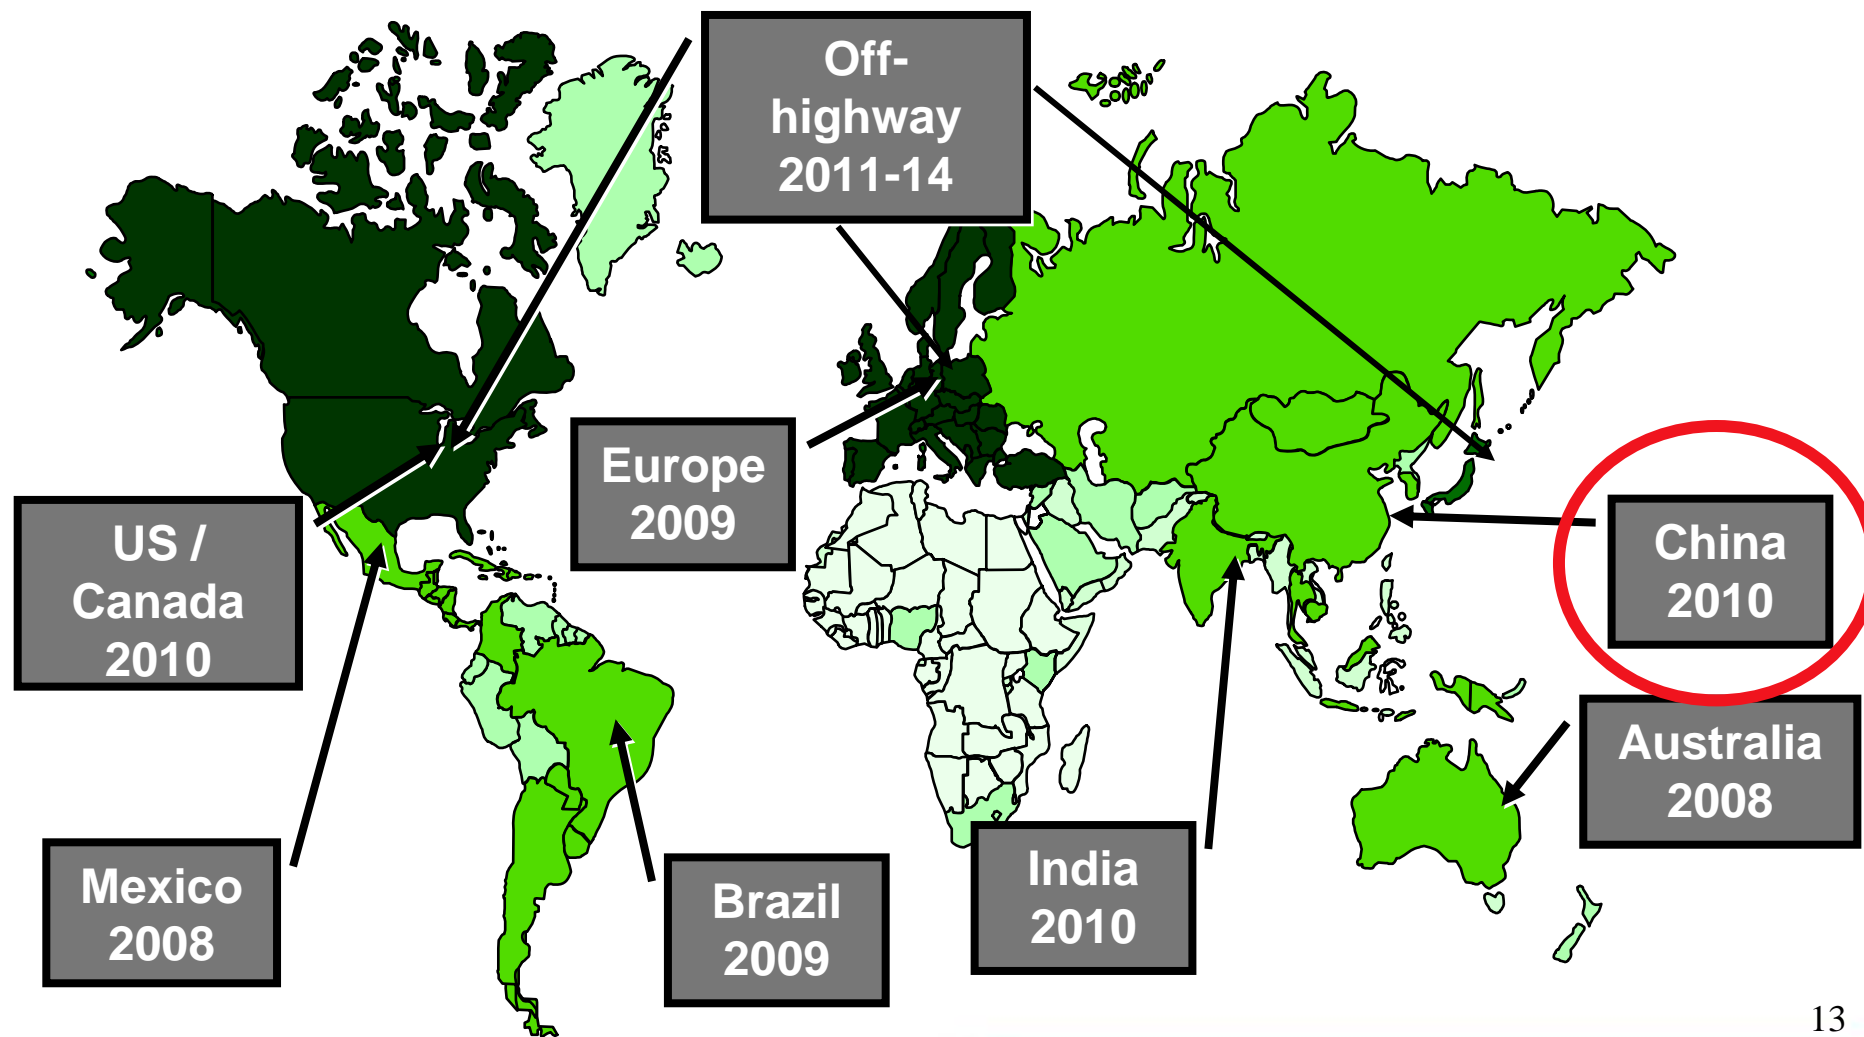 Off-
highway
2011-14
Europe
2009
US /
Canada
2010
China
2010
Australia
2008
Mexico
2008
Brazil
2009
India
2010
13